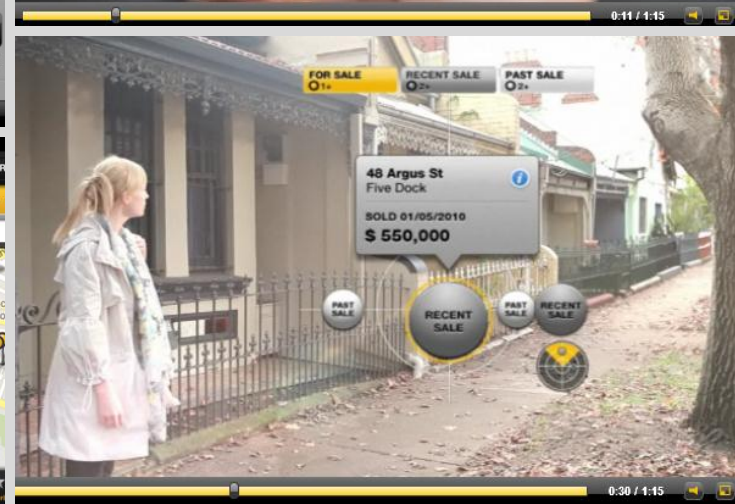 0:11 / 1:15
FOR SALE
1+
RECENT SALE
2+
PAST SALE
2+
48 Argus St
Five Dock
SOLD 01/05/2010
$ 550,000
PAST
SALE
RECENT
SALE
PAST
SALE
RECENT
SALE
0:30 / 1:15